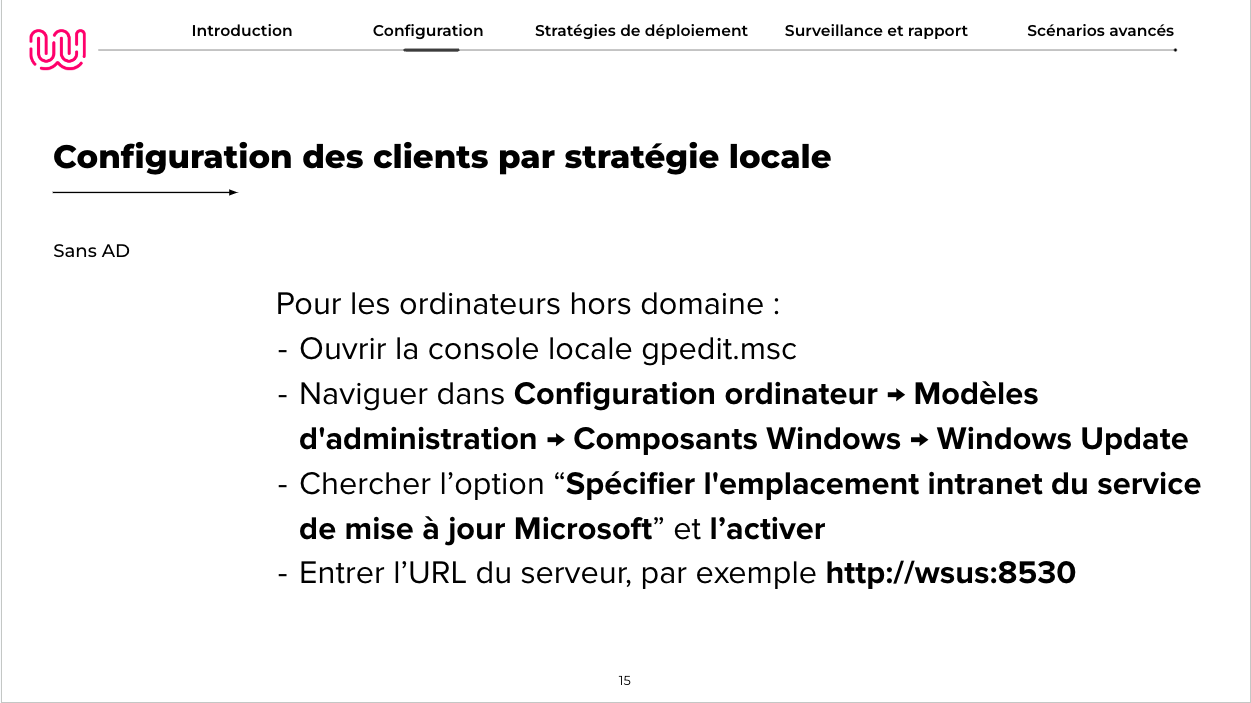 Introduction Configuration Stratégies de déploiement Surveillance et rapport Scénarios avancés
Configuration des clients par stratégie locale
Sans AD
Pour les ordinateurs hors domaine :
- Ouvrir la console locale gpedit.msc
- Naviguer dans Configuration ordinateur → Modèles
d'administration → Composants Windows → Windows Update
- Chercher l’option “Spécifier l'emplacement intranet du service
de mise à jour Microsoft” et l’activer
- Entrer l’URL du serveur, par exemple http://wsus:8530
15